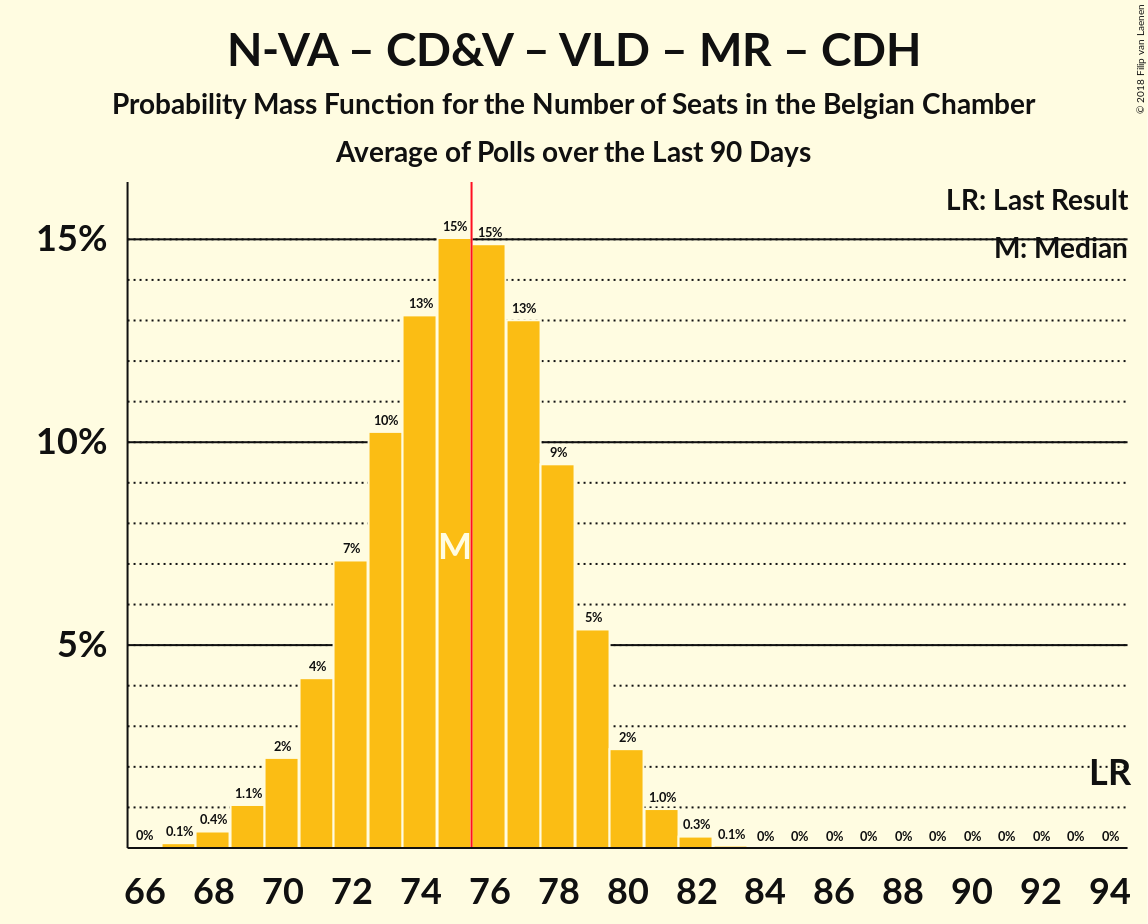 N-VA – CD&V – VLD – MR – CDH
Probability Mass Function for the Number of Seats in the Belgian Chamber
Average of Polls over the Last 90 Days
© 2018 Filip van Laenen
LR: Last Result
M: Median
15%
10%
5%
0% 0.1% 0.4% 1.1% 2% 4% 7% 10% 13% 15% 15% 13% 9% 5% 2% 1.0% 0.3% 0.1% 0% 0% 0% 0% 0% 0% 0% 0% 0% 0% 0%
M
LR
66 68 70 72 74 76 78 80 82 84 86 88 90 92 94